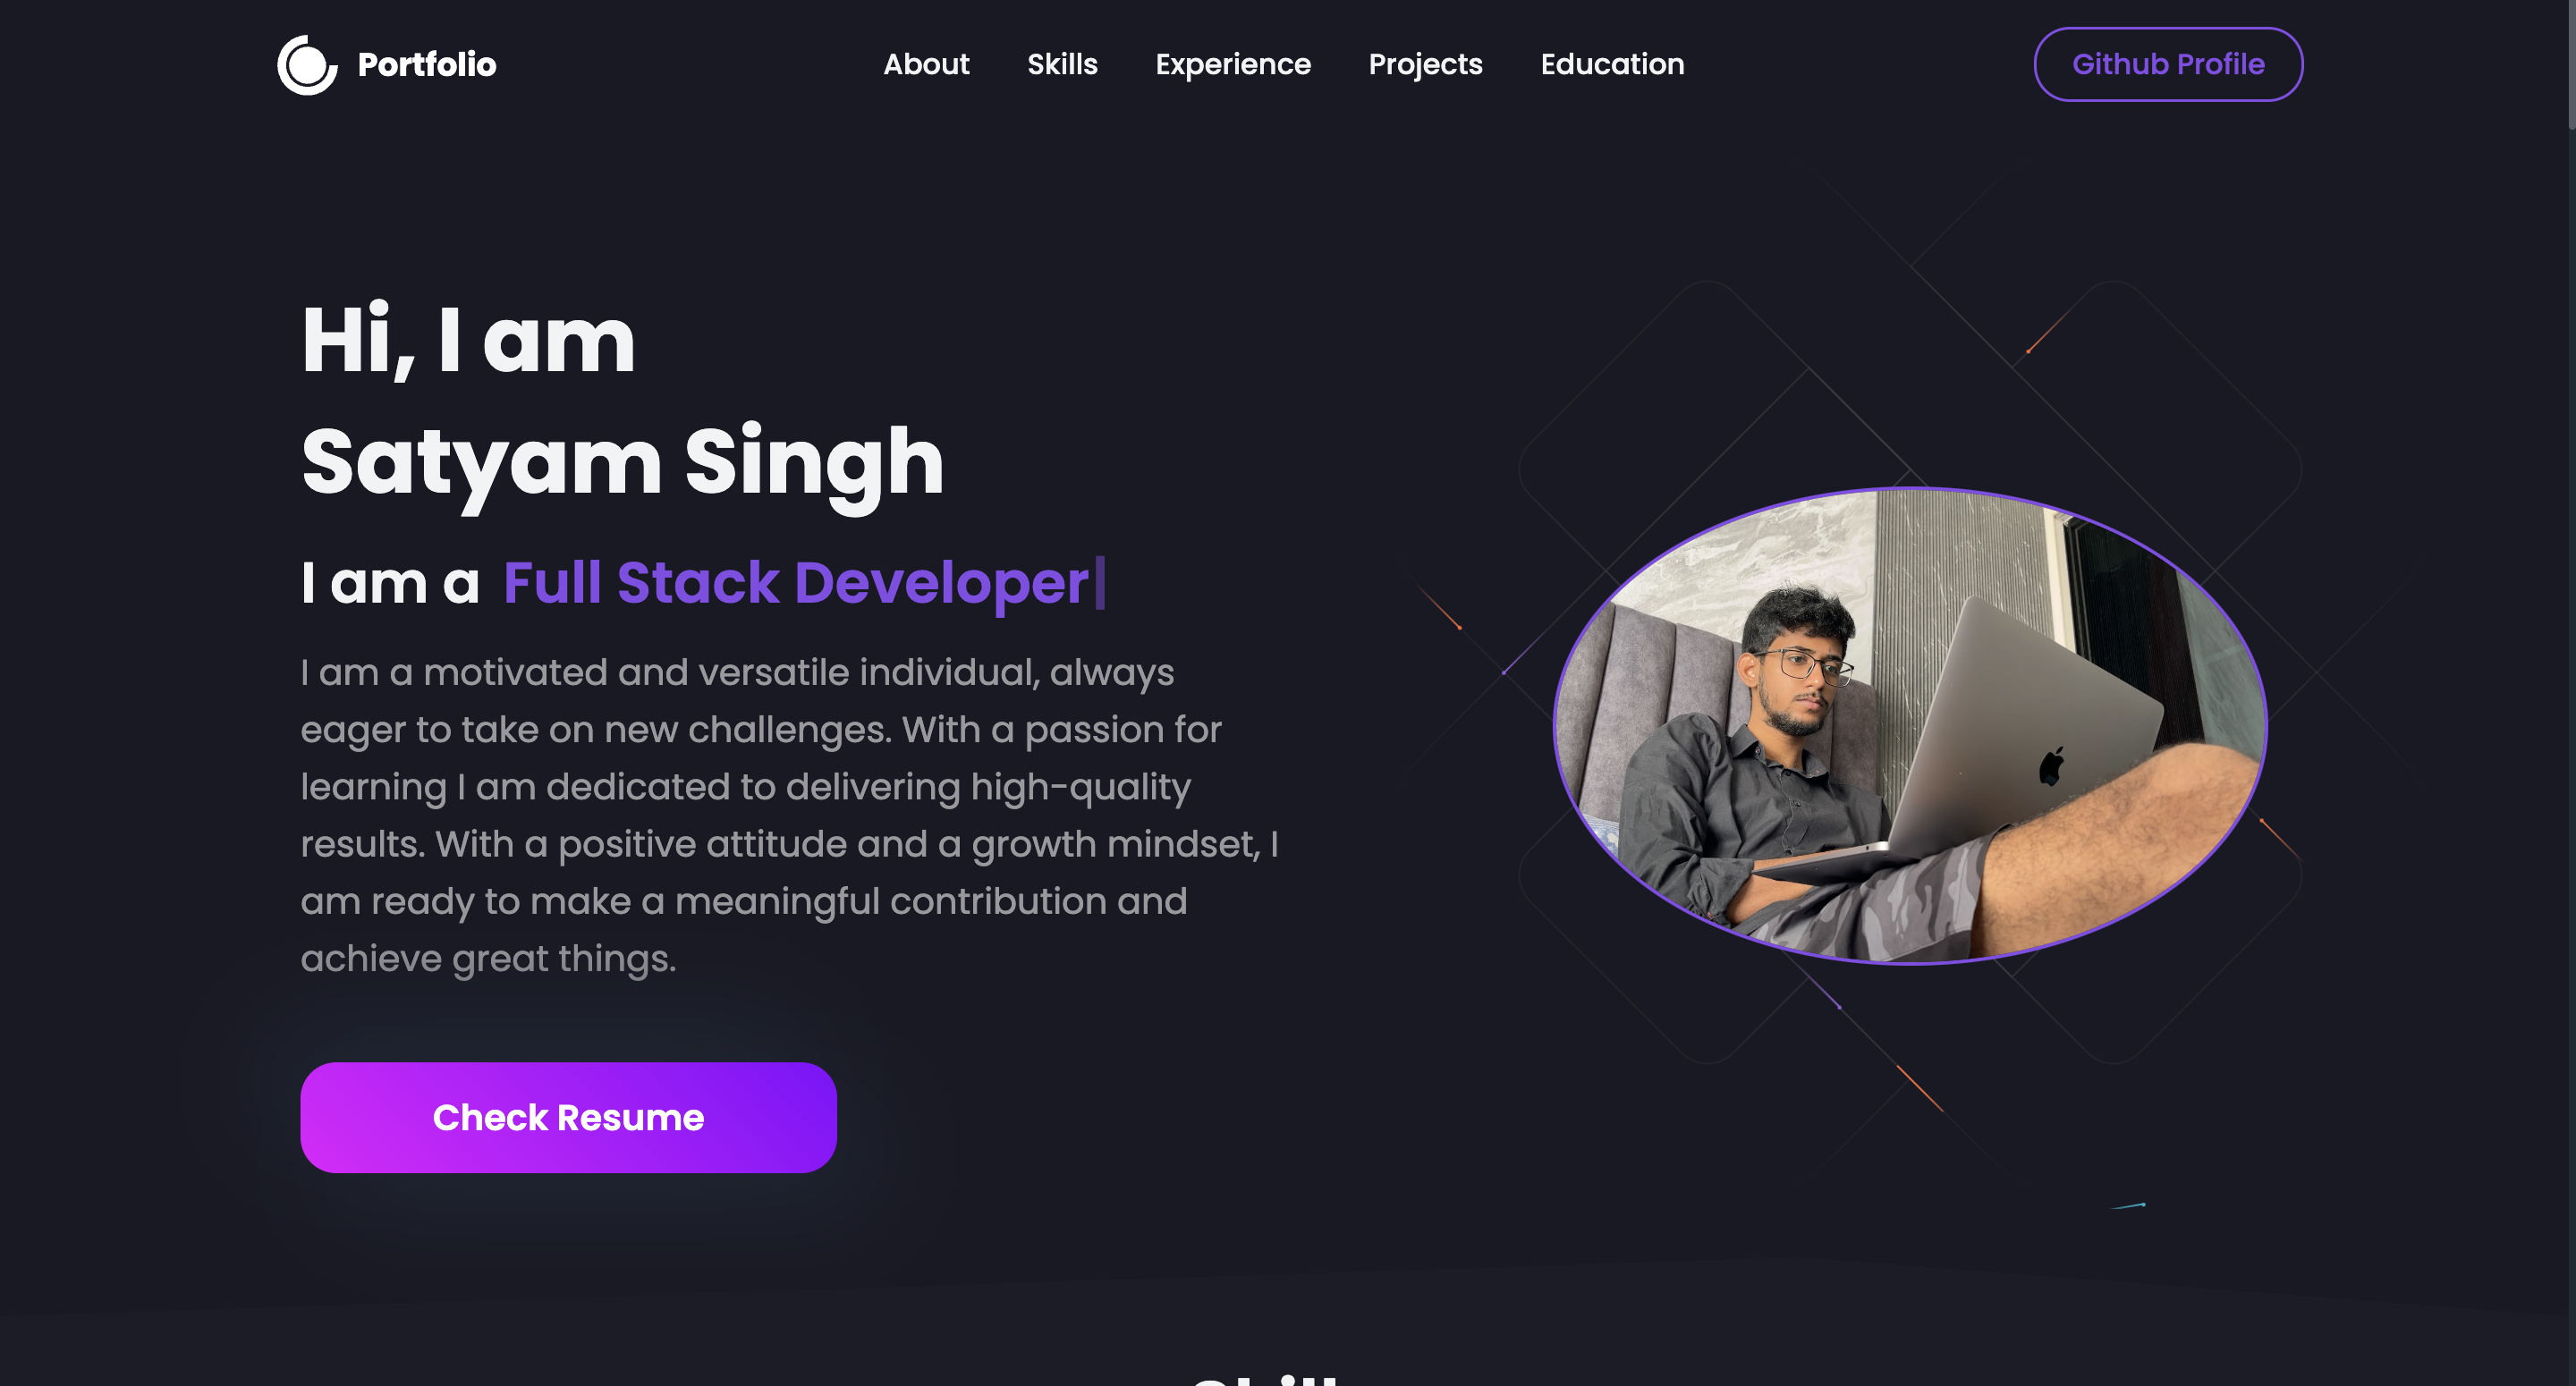 Portfolio
About
Skills
Experience
Projects
Education
Github Profile
Hi, I am
Satyam Singh
I am a Full Stack Developer
I am a motivated and versatile individual, always
eager to take on new challenges. With a passion for
learning I am dedicated to delivering high-quality
results. With a positive attitude and a growth mindset, I
am ready to make a meaningful contribution and
achieve great things.
Check Resume